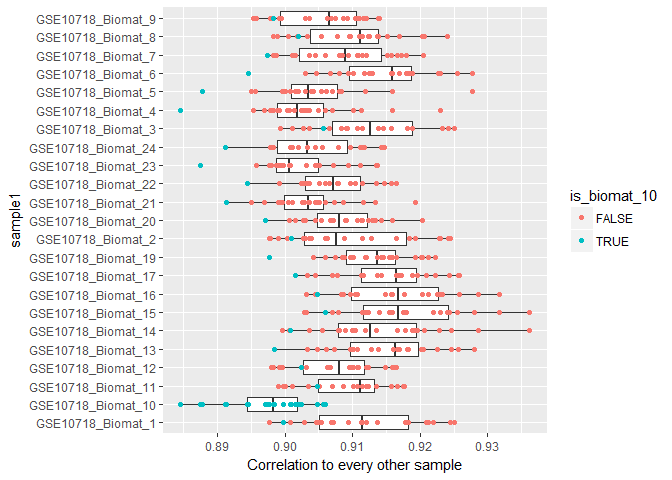 GSE10718_Biomat_9
GSE10718_Biomat_8
GSE10718_Biomat_7
GSE10718_Biomat_6
GSE10718_Biomat_5
GSE10718_Biomat_4
GSE10718_Biomat_3
GSE10718_Biomat_24
GSE10718_Biomat_23
GSE10718_Biomat_22
GSE10718_Biomat_21
GSE10718_Biomat_20
GSE10718_Biomat_2
GSE10718_Biomat_19
GSE10718_Biomat_17
GSE10718_Biomat_16
GSE10718_Biomat_15
GSE10718_Biomat_14
GSE10718_Biomat_13
GSE10718_Biomat_12
GSE10718_Biomat_11
GSE10718_Biomat_10
GSE10718_Biomat_1
sample1
0.89 0.90 0.91 0.92 0.93
Correlation to every other sample
is_biomat_10
FALSE
TRUE